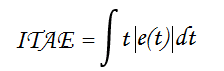 ITAE = ∫ t|e(t)|dt